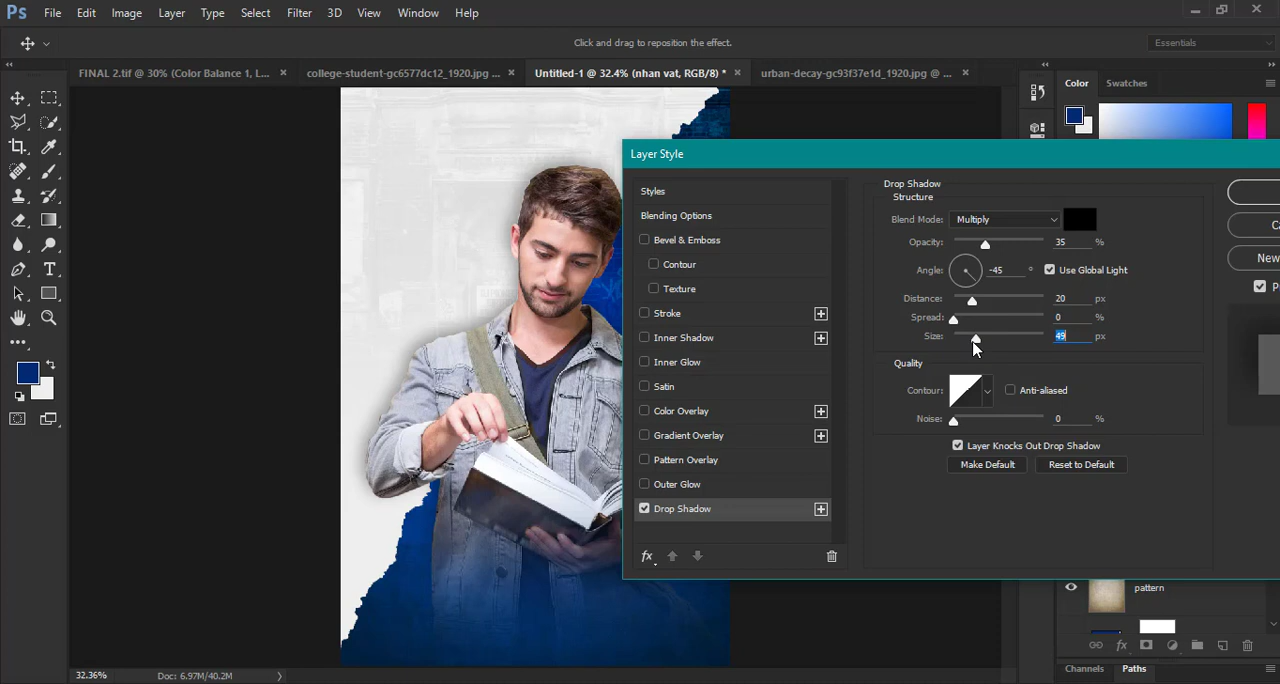 Ps File Edit Image Layer Type Select Filter 3D View Window Help
Click and drag to reposition the effect.
Essentials
FINAL 2.tif @ 30% (Color Balance 1, L... ×
college-student-gc6577dc12_1920.jpg ... ×
Untitled-1 @ 32.4% (nhan vat, RGB/8) * ×
urban-decay-gc93f37e1d_1920.jpg @ ... ×
Color Swatches
Layer Style
Styles
Blending Options
Bevel & Emboss
Contour
Texture
Stroke
Inner Shadow
Inner Glow
Satin
Color Overlay
Gradient Overlay
Pattern Overlay
Outer Glow
Drop Shadow
fx
Drop Shadow
Structure
Blend Mode: Multiply
Opacity: 35 %
Angle: -45 ° Use Global Light
Distance: 20 px
Spread: 0 %
Size: 49 px
Quality
Contour: Anti-aliased
Noise: 0 %
Layer Knocks Out Drop Shadow
Make Default Reset to Default
Ca
New
P
pattern
fx
Channels Paths
32.36% Doc: 6.97M/40.2M